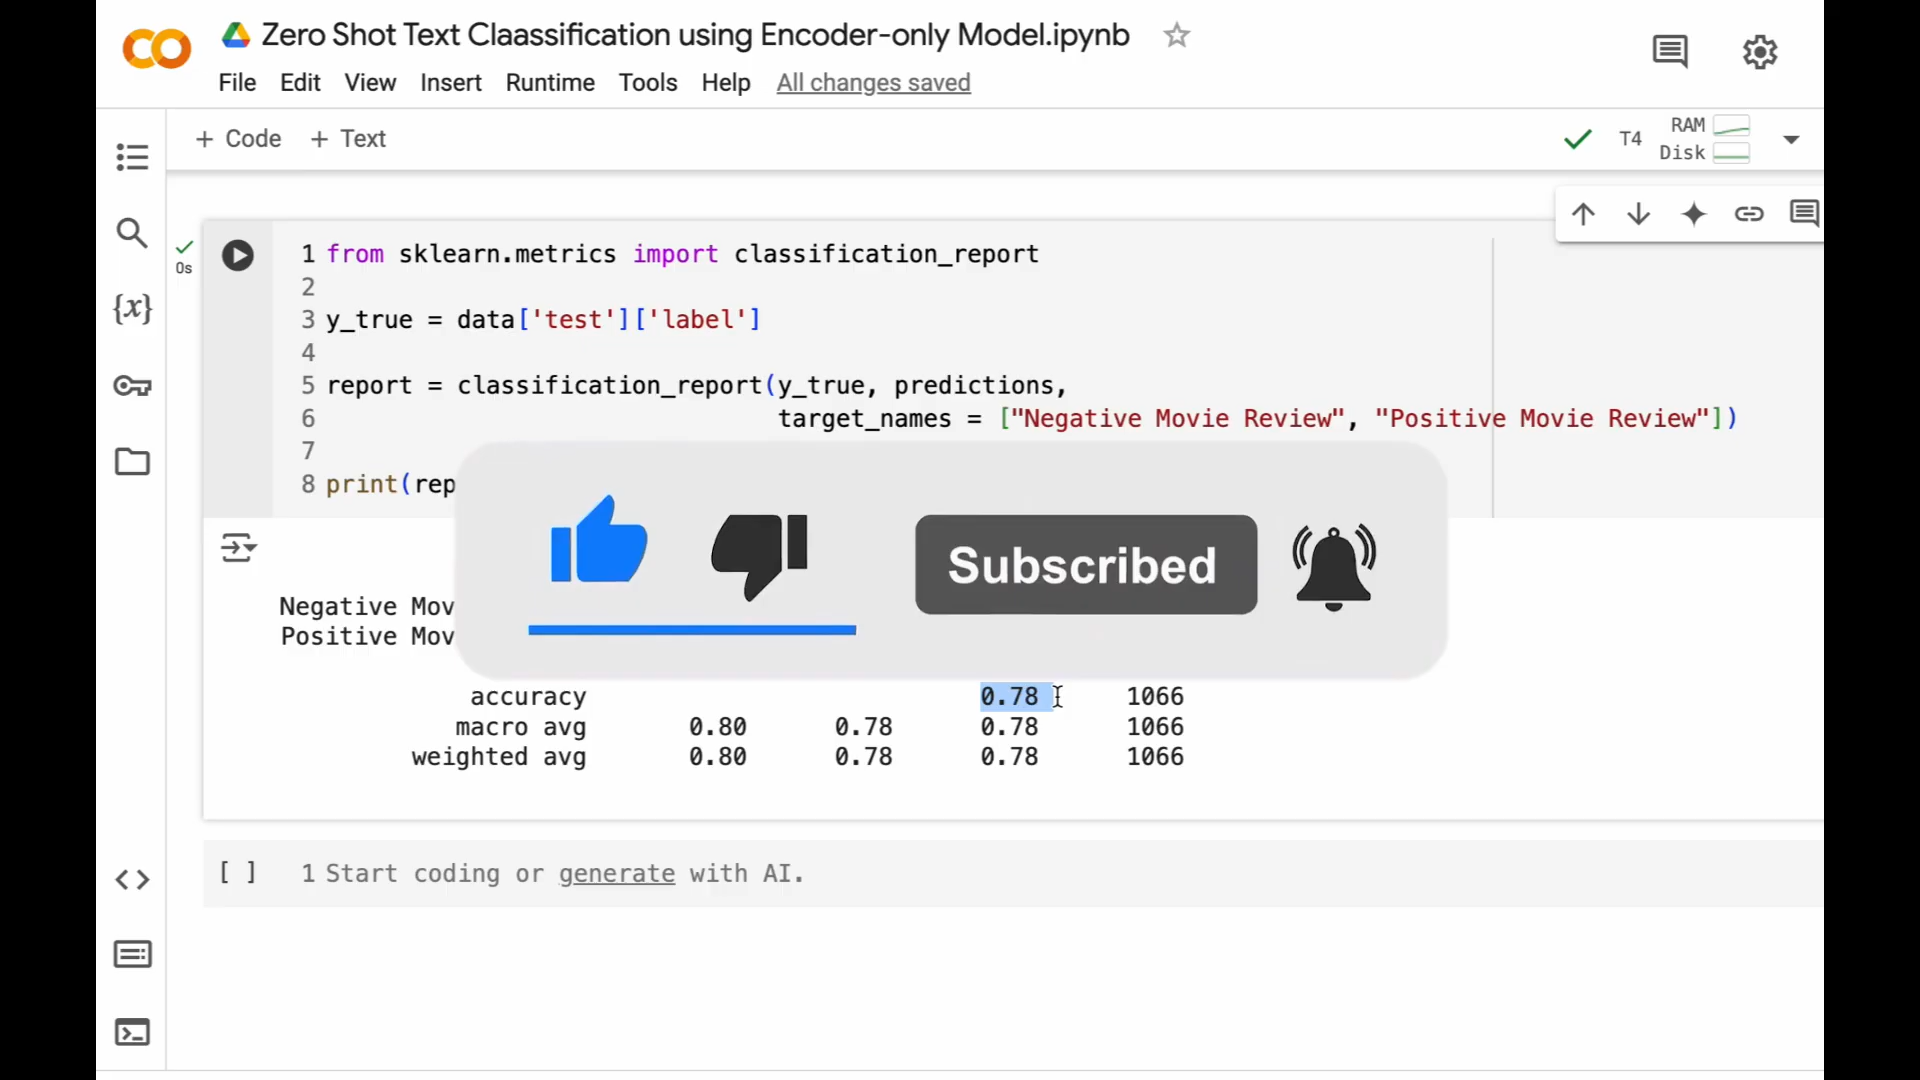 Zero Shot Text Claassification using Encoder-only Model.ipynb
File Edit View Insert Runtime Tools Help All changes saved
+ Code + Text
T4
RAM
Disk
0s
1 from sklearn.metrics import classification_report
2
3 y_true = data['test']['label']
4
5 report = classification_report(y_true, predictions,
6 target_names = ["Negative Movie Review", "Positive Movie Review"])
7
8 print(rep
Subscribed
Negative Mov
Positive Mov
accuracy 0.78 1066
macro avg 0.80 0.78 0.78 1066
weighted avg 0.80 0.78 0.78 1066
[ ] 1 Start coding or generate with AI.